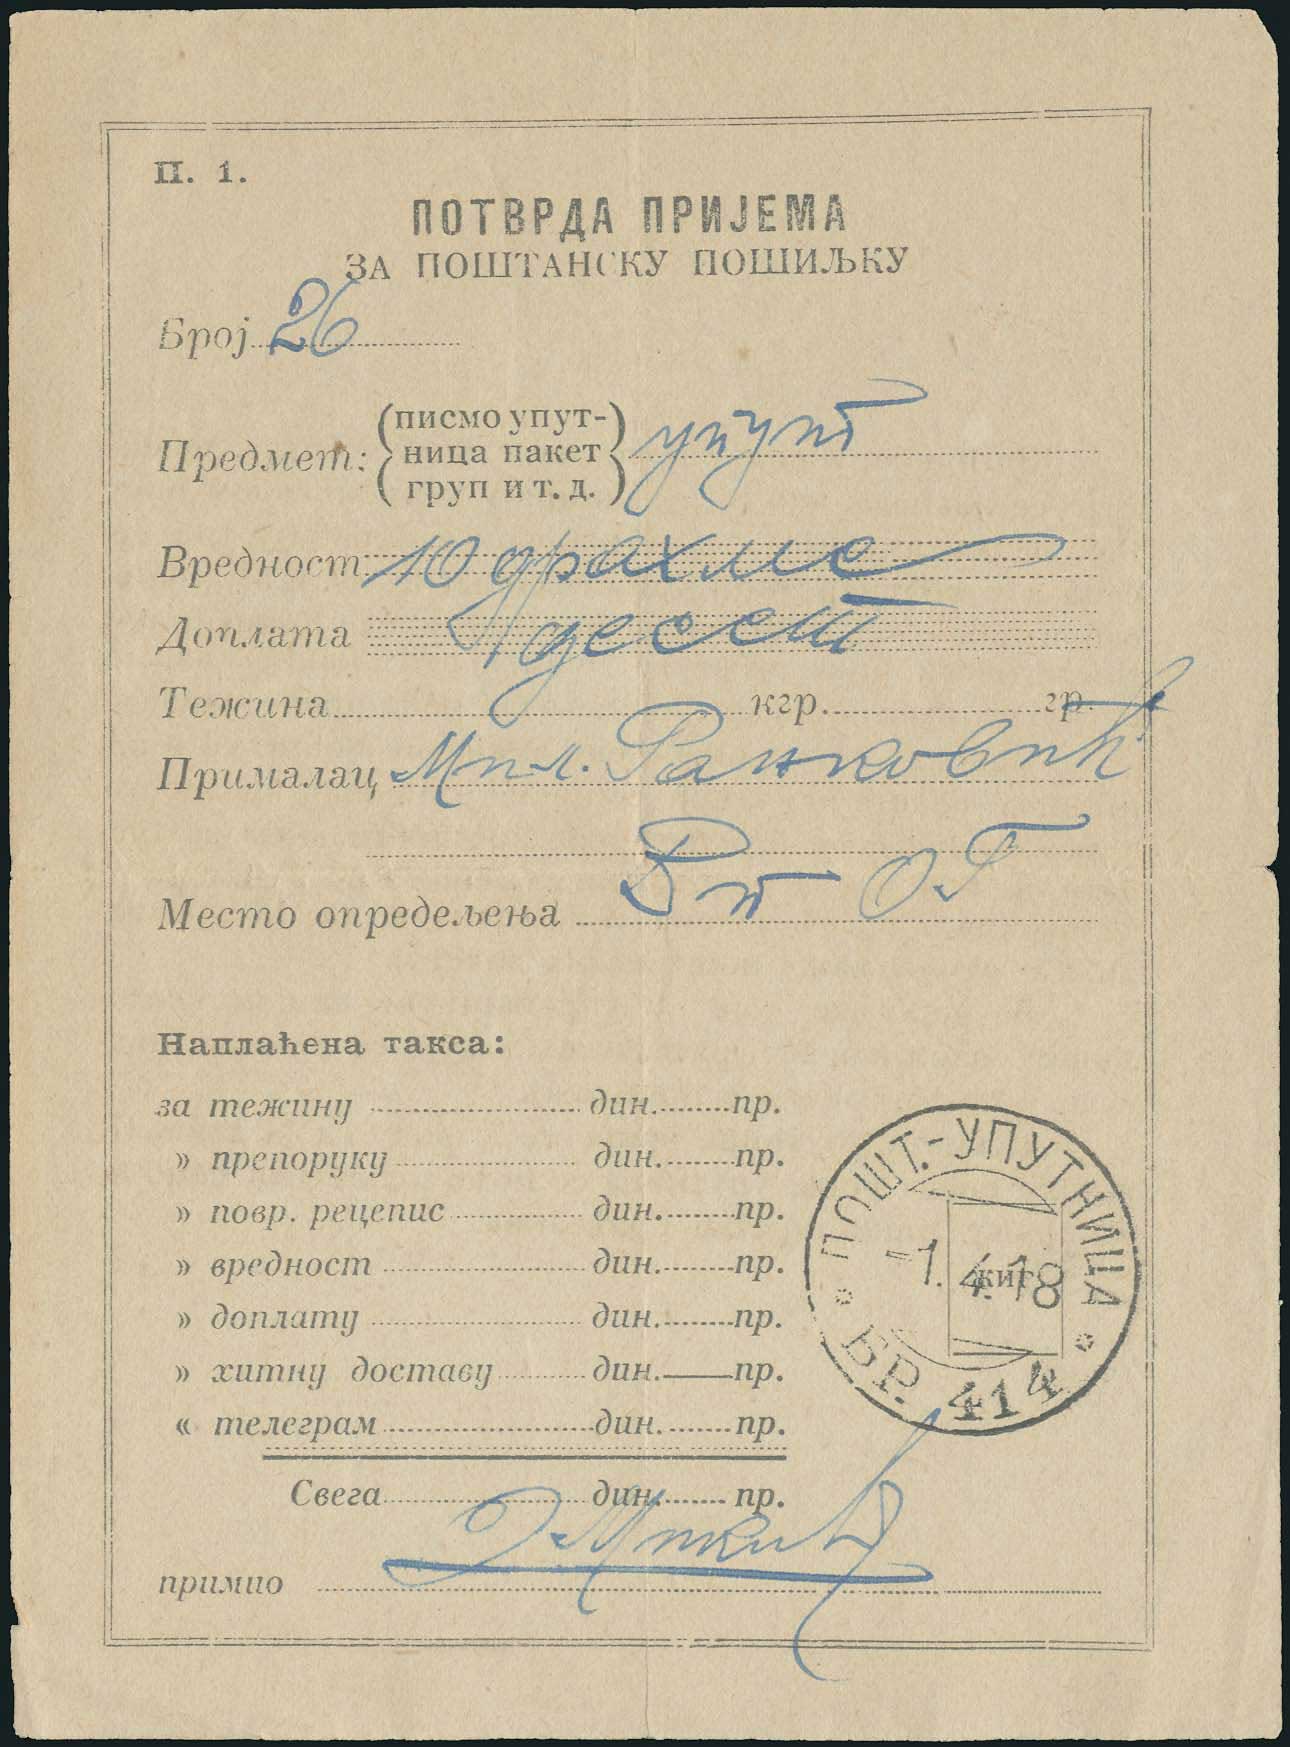 П. 1.
ПОТВРДА ПРИЈЕМА
ЗА ПОШТАНСКУ ПОШИЉКУ
Број 26
Предмет: (писмо упут-
ница пакет
груп и т. д.) упут
Вредност 10 драхме
Доплата десет
Тежина кгр. гр.
Прималац Мил. Ранковић
Место опредељења
Наплаћена такса:
за тежину дин. пр.
» препоруку дин. пр.
» повр. рецепис дин. пр.
» вредност дин. пр.
» доплату дин. пр.
» хитну доставу дин. пр.
« телеграм дин. пр.
Свега дин. пр.
примио
ПОШТ.-УПУТНИЦА
-1. 4. 18
жиг
БР. 414